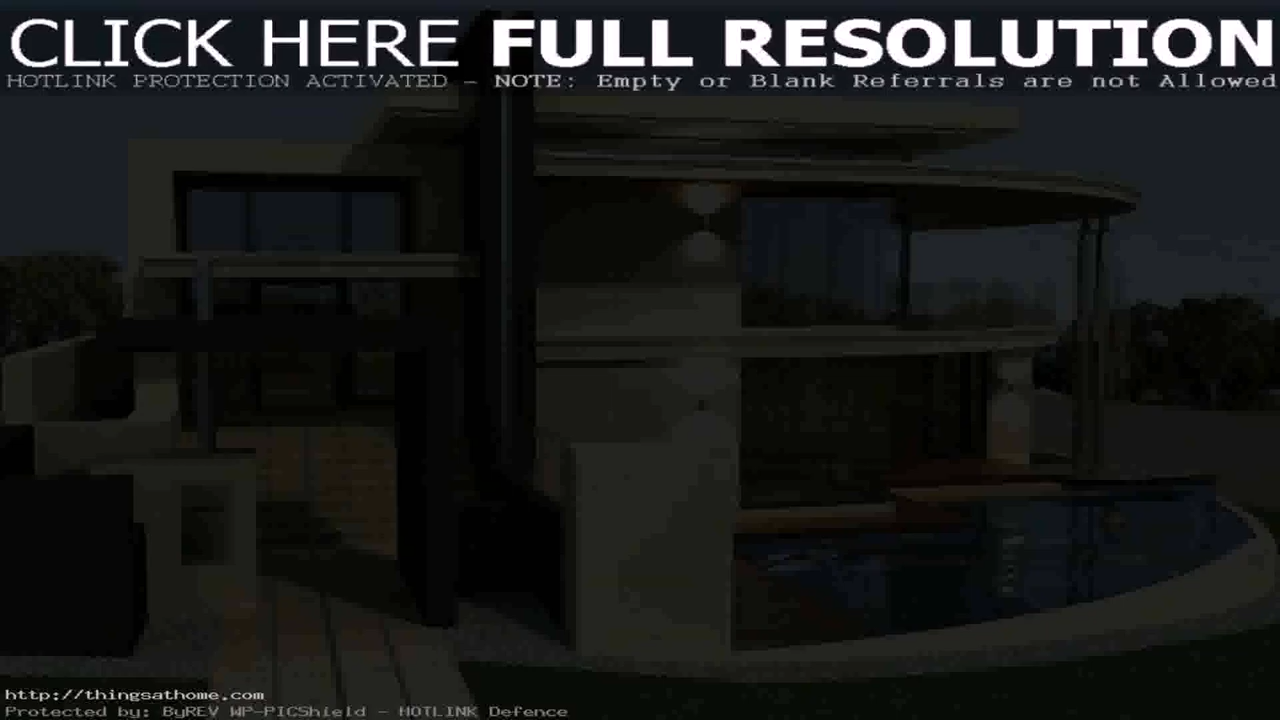 CLICK HERE FULL RESOLUTION
HOTLINK PROTECTION ACTIVATED - NOTE: Empty or Blank Referrals are not Allowed
http://thingsathome.com
Protected by: ByREV WP-PICShield - HOTLINK Defence